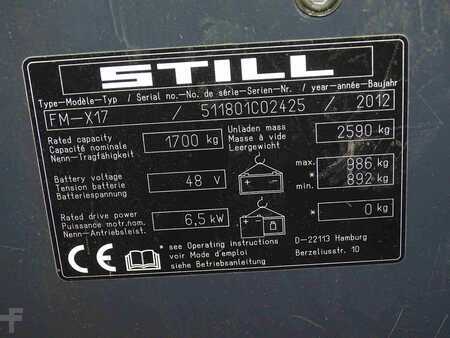 STILL
Type-Modèle-Typ / Serial no.-No. de série-Serien-Nr. / year-année-Baujahr
FM-X17 / 511801C02425 / 2012
Rated capacity
Capacité nominale
Nenn-Tragfähigkeit
1700 kg
Unladen mass
Masse à vide
Leergewicht
2590 kg
Battery voltage
Tension batterie
Batteriespannung
48 V
max. 986 kg
* min. 892 kg *
Rated drive power
Puissance motr.nom.
Nenn-Antriebsleist.
6,5 kW
* 0 kg
CE
* see Operating instructions
voir Mode d'emploi
siehe Betriebsanleitung
D-22113 Hamburg
Berzeliusstr. 10